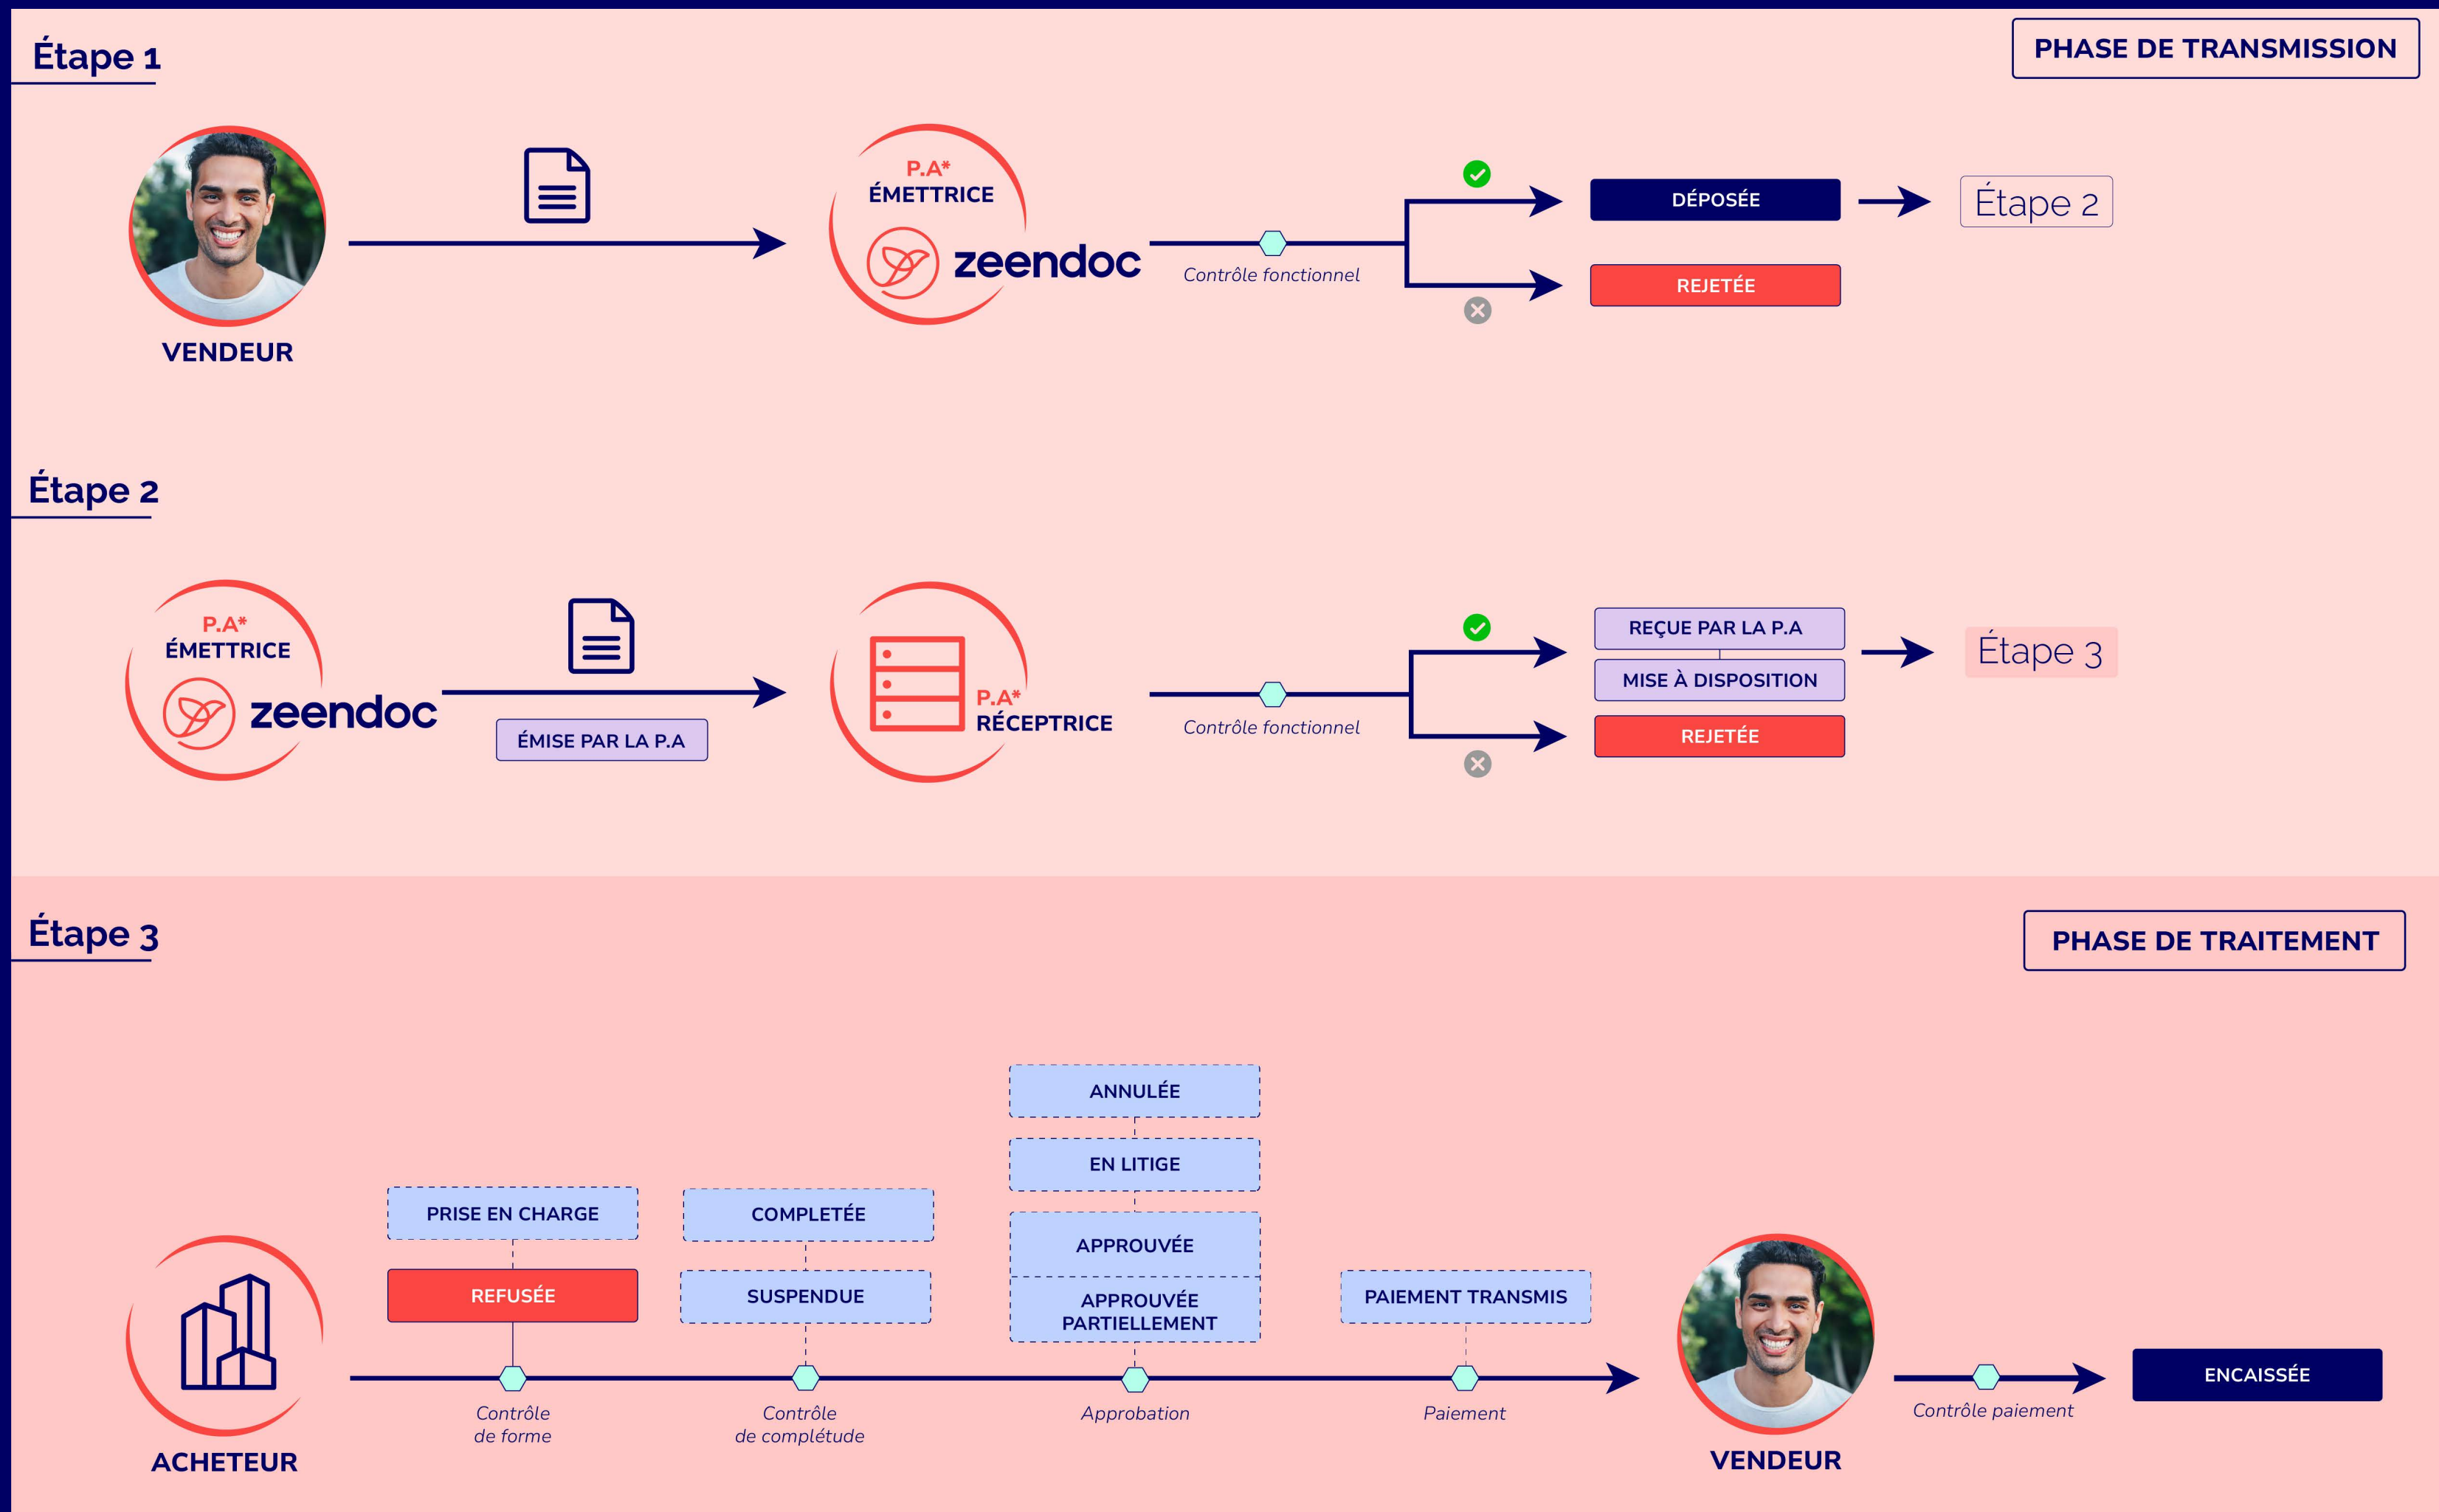 Étape 1
PHASE DE TRANSMISSION
P.A*
ÉMETTRICE
zeendoc
VENDEUR
Contrôle fonctionnel
DÉPOSÉE
Étape 2
REJETÉE
Étape 2
P.A*
ÉMETTRICE
zeendoc
ÉMISE PAR LA P.A
P.A*
RÉCEPTRICE
Contrôle fonctionnel
REÇUE PAR LA P.A
MISE À DISPOSITION
Étape 3
REJETÉE
Étape 3
PHASE DE TRAITEMENT
ACHETEUR
PRISE EN CHARGE
REFUSÉE
Contrôle
de forme
COMPLETÉE
SUSPENDUE
Contrôle
de complétude
ANNULÉE
EN LITIGE
APPROUVÉE
APPROUVÉE
PARTIELLEMENT
Approbation
PAIEMENT TRANSMIS
Paiement
VENDEUR
Contrôle paiement
ENCAISSÉE